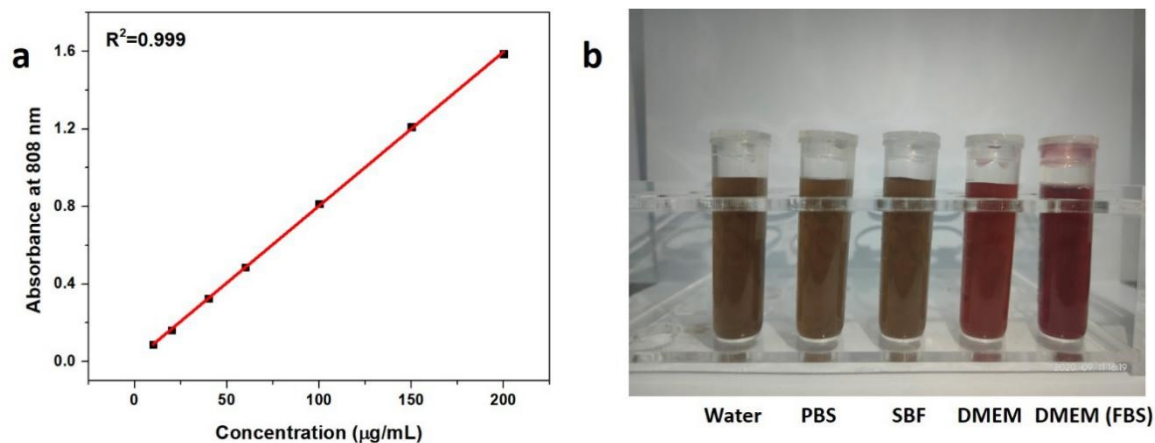 a
R²=0.999
1.6
1.2
0.8
0.4
0.0
Absorbance at 808 nm
0
50
100
150
200
Concentration (μg/mL)
b
Water
PBS
SBF
DMEM
DMEM (FBS)